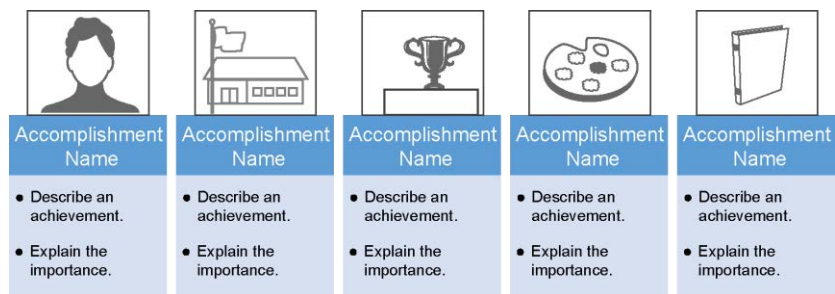 Accomplishment
Name
Accomplishment
Name
Accomplishment
Name
Accomplishment
Name
Accomplishment
Name
• Describe an
achievement.
• Explain the
importance.
• Describe an
achievement.
• Explain the
importance.
• Describe an
achievement.
• Explain the
importance.
• Describe an
achievement.
• Explain the
importance.
• Describe an
achievement.
• Explain the
importance.